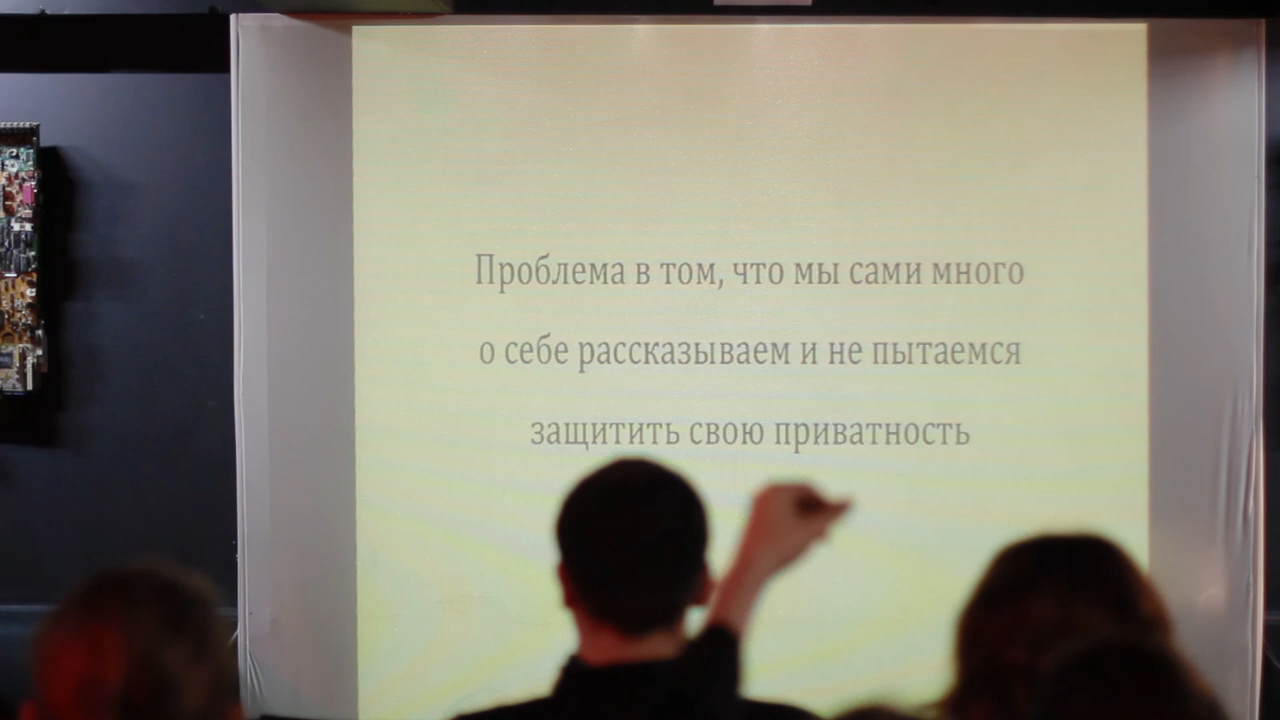 Проблема в том, что мы сами много
о себе рассказываем и не пытаемся
защитить свою приватность